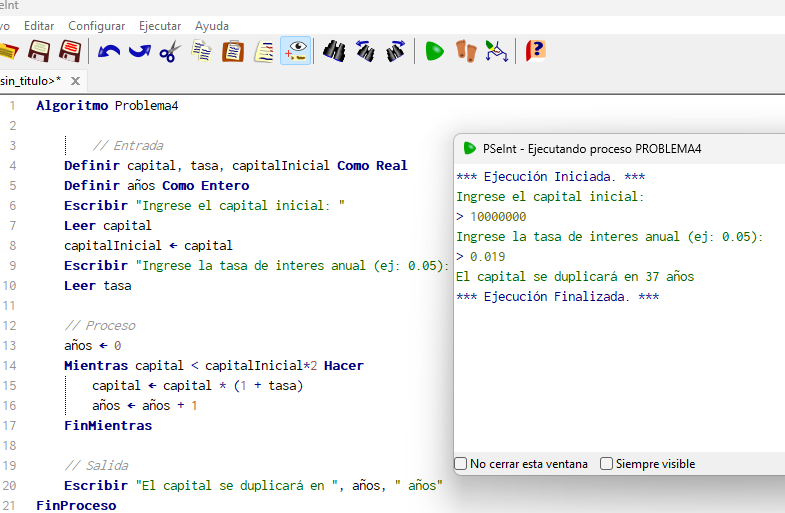 eInt
vo Editar Configurar Ejecutar Ayuda
sin_titulo>*
1 Algoritmo Problema4
2
3 // Entrada
4 Definir capital, tasa, capitalInicial Como Real
5 Definir años Como Entero
6 Escribir "Ingrese el capital inicial: "
7 Leer capital
8 capitalInicial ← capital
9 Escribir "Ingrese la tasa de interes anual (ej: 0.05):
10 Leer tasa
11
12 // Proceso
13 años ← 0
14 Mientras capital < capitalInicial*2 Hacer
15 capital ← capital * (1 + tasa)
16 años ← años + 1
17 FinMientras
18
19 // Salida
20 Escribir "El capital se duplicará en ", años, " años"
21 FinProceso
PSeInt - Ejecutando proceso PROBLEMA4
*** Ejecución Iniciada. ***
Ingrese el capital inicial:
> 10000000
Ingrese la tasa de interes anual (ej: 0.05):
> 0.019
El capital se duplicará en 37 años
*** Ejecución Finalizada. ***
No cerrar esta ventana Siempre visible